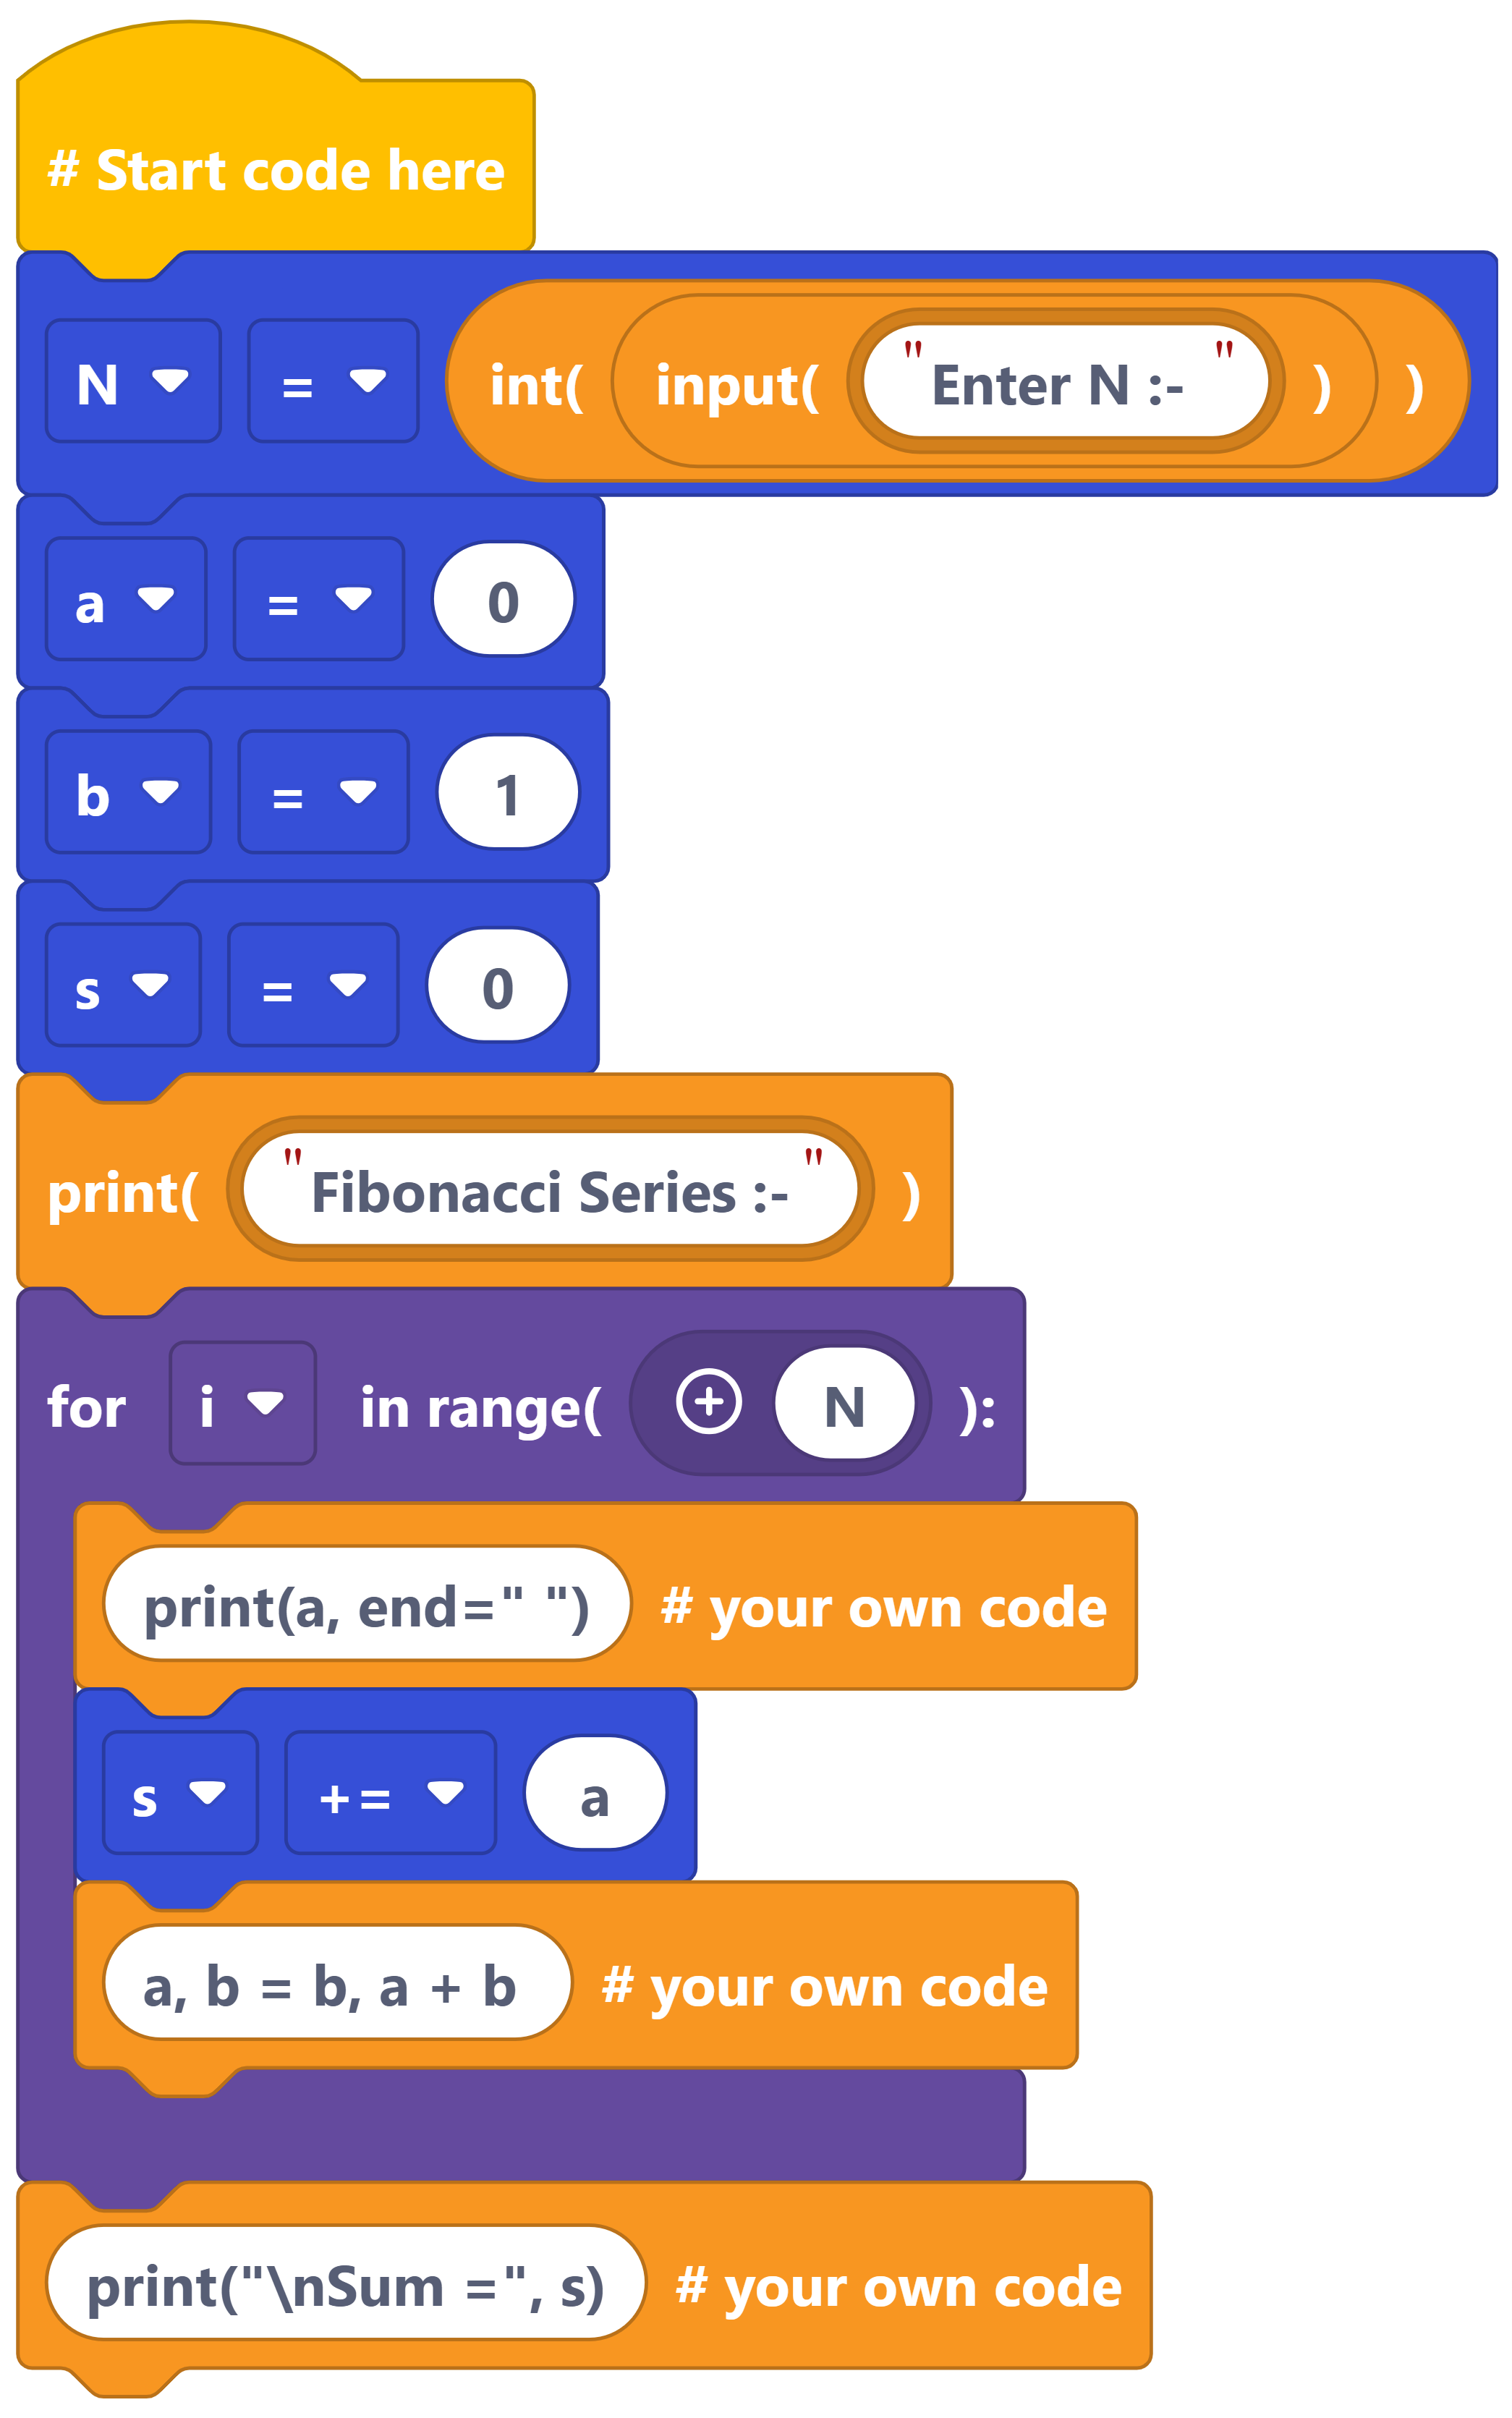 # Start code here
N = int( input( "Enter N :- " ) )
a = 0
b = 1
s = 0
print( "Fibonacci Series :- " )
for i in range( N ):
print(a, end=" ") # your own code
s += a
a, b = b, a + b # your own code
print("\nSum =", s) # your own code